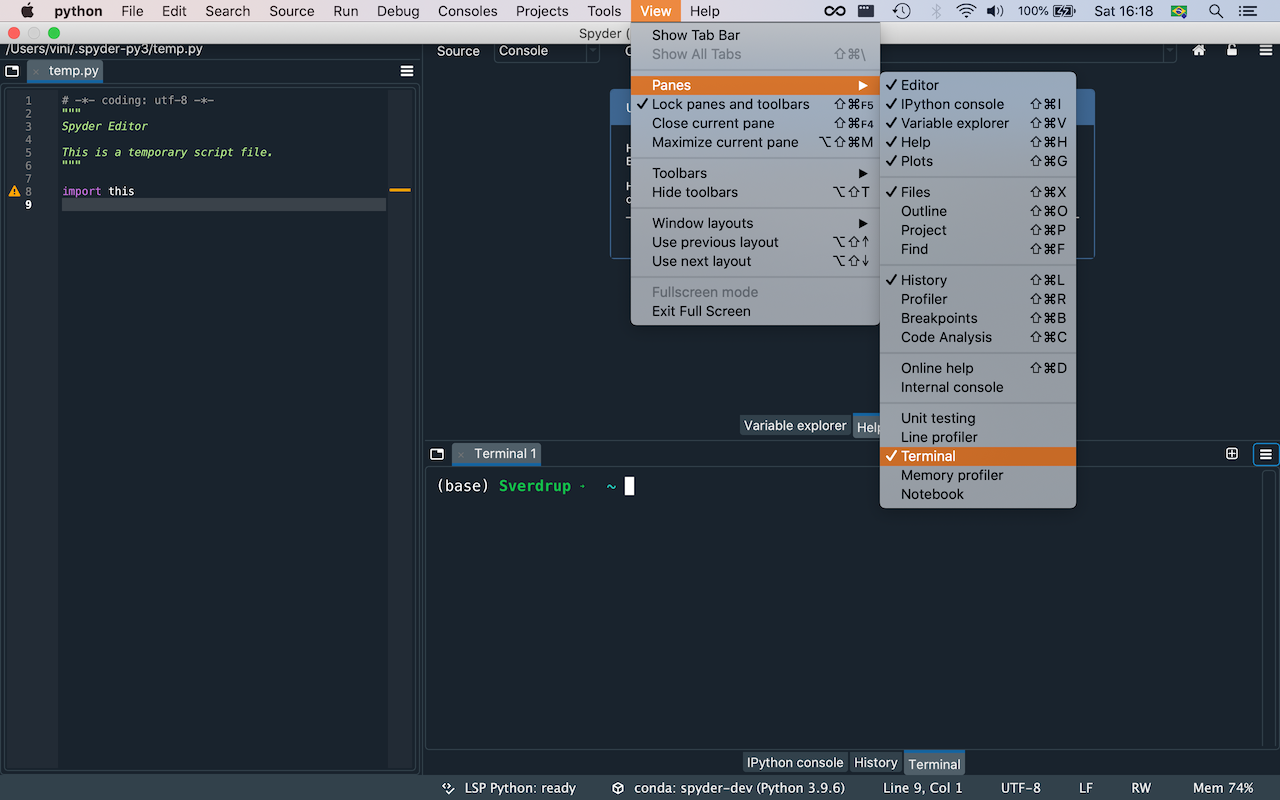 python File Edit Search Source Run Debug Consoles Projects Tools View Help 100% Sat 16:18
Spyder (
/Users/vini/.spyder-py3/temp.py
temp.py
1 # -*- coding: utf-8 -*-
2 """
3 Spyder Editor
4
5 This is a temporary script file.
6 """
7
8 import this
9
Source Console
Show Tab Bar
Show All Tabs ⇧⌘\
Panes
✓ Lock panes and toolbars ⇧⌘F5
Close current pane ⇧⌘F4
Maximize current pane ⌥⇧⌘M
Toolbars
Hide toolbars ⌥⇧T
Window layouts
Use previous layout ⌥⇧↑
Use next layout ⌥⇧↓
Fullscreen mode
Exit Full Screen
✓ Editor
✓ IPython console ⇧⌘I
✓ Variable explorer ⇧⌘V
✓ Help ⇧⌘H
✓ Plots ⇧⌘G
✓ Files ⇧⌘X
Outline ⇧⌘O
Project ⇧⌘P
Find ⇧⌘F
✓ History ⇧⌘L
Profiler ⇧⌘R
Breakpoints ⇧⌘B
Code Analysis ⇧⌘C
Online help ⇧⌘D
Internal console
Unit testing
Line profiler
✓ Terminal
Memory profiler
Notebook
Variable explorer Help
Terminal 1
(base) Sverdrup ~
IPython console History Terminal
LSP Python: ready conda: spyder-dev (Python 3.9.6) Line 9, Col 1 UTF-8 LF RW Mem 74%